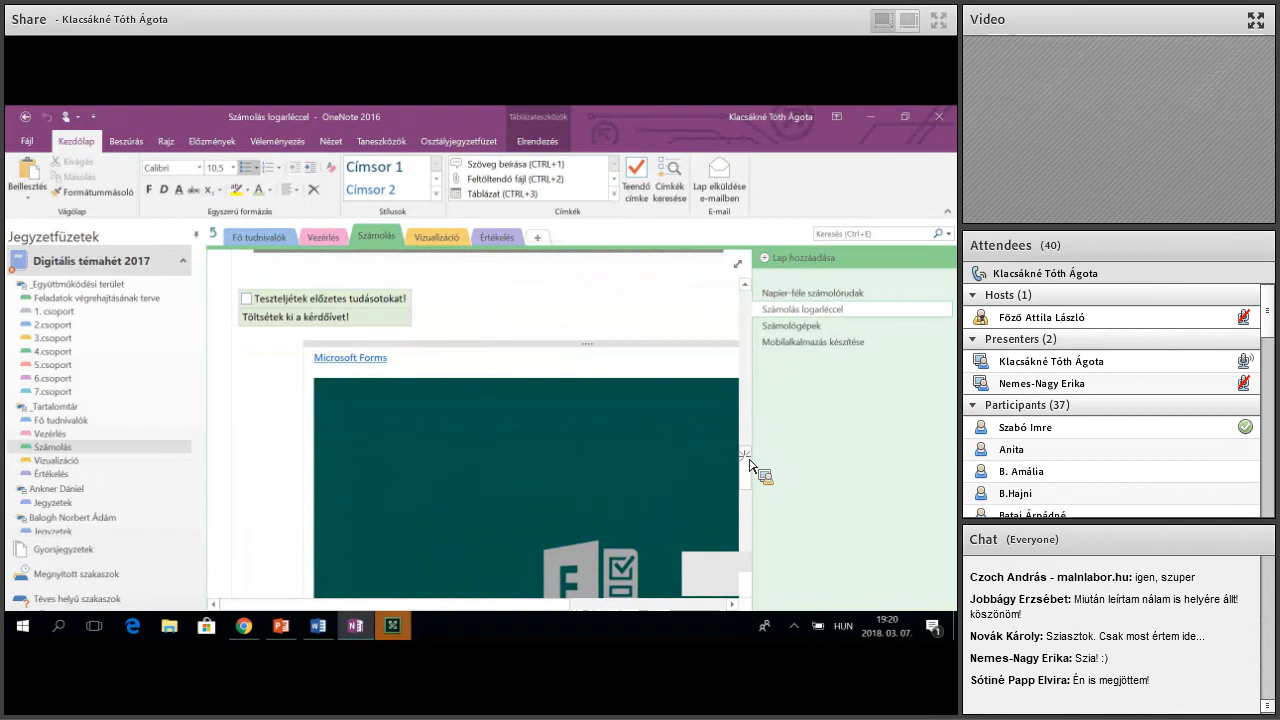 Share - Klacsákné Tóth Ágota
Számolás logarléccel - OneNote 2016
Táblázateszközök
Klacsákné Tóth Ágota
Fájl
Kezdőlap
Beszúrás
Rajz
Előzmények
Véleményezés
Nézet
Taneszközök
Osztályjegyzetfüzet
Elrendezés
Beillesztés
Kivágás
Másolás
Formátummásoló
Vágólap
Calibri
10,5
Egyszerű formázás
Címsor 1
Címsor 2
Stílusok
Szöveg beírása (CTRL+1)
Feltöltendő fájl (CTRL+2)
Táblázat (CTRL+3)
Teendő
címke
Címkék
keresése
Címkék
Lap elküldése
e-mailben
E-mail
Jegyzetfüzetek
Digitális témahét 2017
Fő tudnivalók
Vezérlés
Számolás
Vizualizáció
Értékelés
+
Keresés (Ctrl+E)
_Együttműködési terület
Feladatok végrehajtásának terve
1. csoport
2.csoport
3.csoport
4.csoport
5.csoport
6.csoport
7.csoport
_Tartalomtár
Fő tudnivalók
Vezérlés
Számolás
Vizualizáció
Értékelés
Ankner Dániel
Jegyzetek
Balogh Norbert Ádám
Jegyzetek
Gyorsjegyzetek
Megnyitott szakaszok
Téves helyű szakaszok
Teszteljétek előzetes tudásotokat!
Töltsétek ki a kérdőívet!
Microsoft Forms
F
Lap hozzáadása
Napier-féle számolórudak
Számolás logarléccel
Számológépek
Mobilalkalmazás készítése
HUN
19:20
2018. 03. 07.
Video
Attendees (40)
Klacsákné Tóth Ágota
Hosts (1)
Főző Attila László
Presenters (2)
Klacsákné Tóth Ágota
Nemes-Nagy Erika
Participants (37)
Szabó Imre
Anita
B. Amália
B.Hajni
Batai Árpádné
Chat (Everyone)
Czoch András - malnlabor.hu: igen, szuper
Jobbágy Erzsébet: Miután leírtam nálan is helyére állt!
köszönöm!
Novák Károly: Sziasztok. Csak most értem ide...
Nemes-Nagy Erika: Szia! :)
Sótiné Papp Elvira: Én is megjöttem!